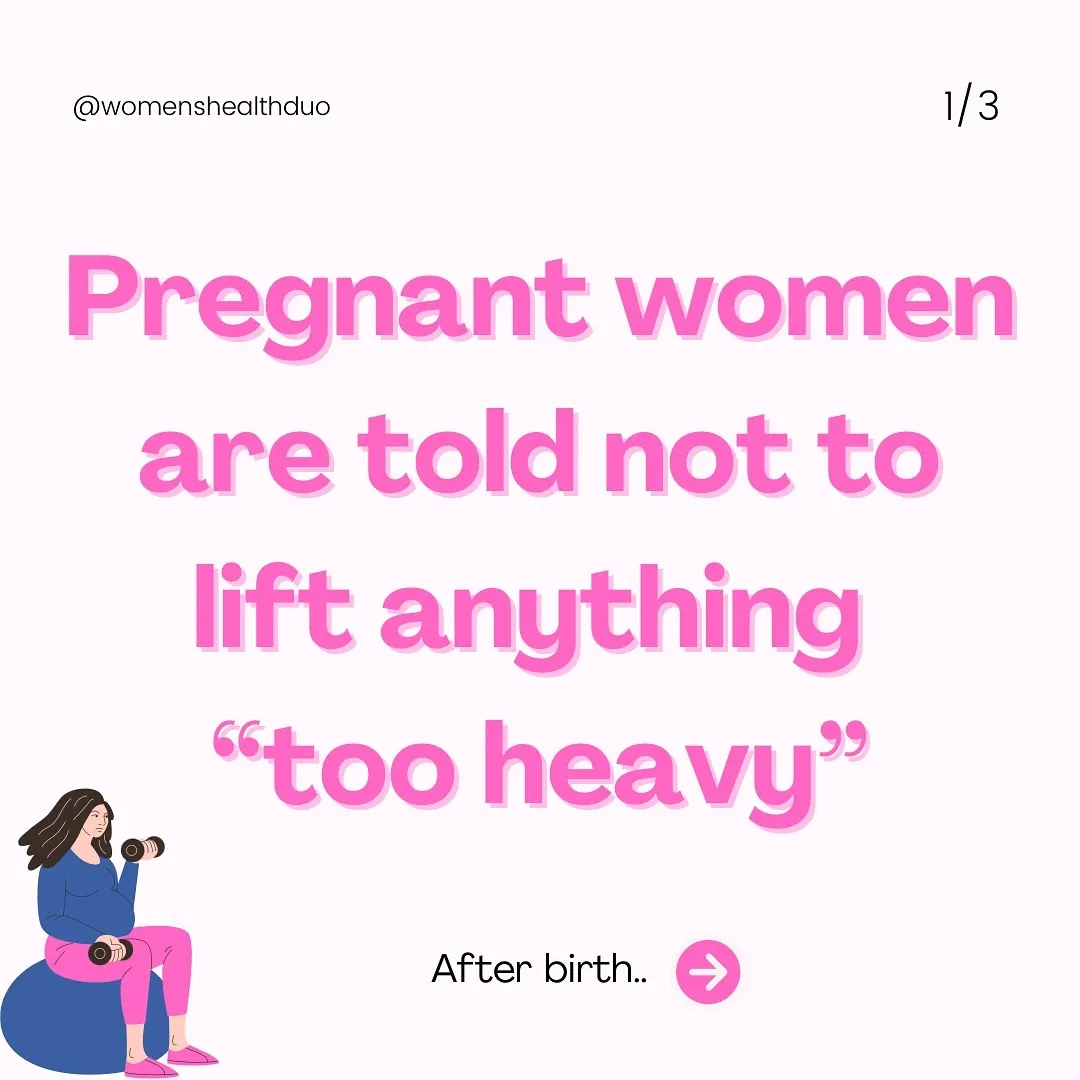 @womenshealthduo
1/3
Pregnant women
are told not to
lift anything
“too heavy”
After birth..